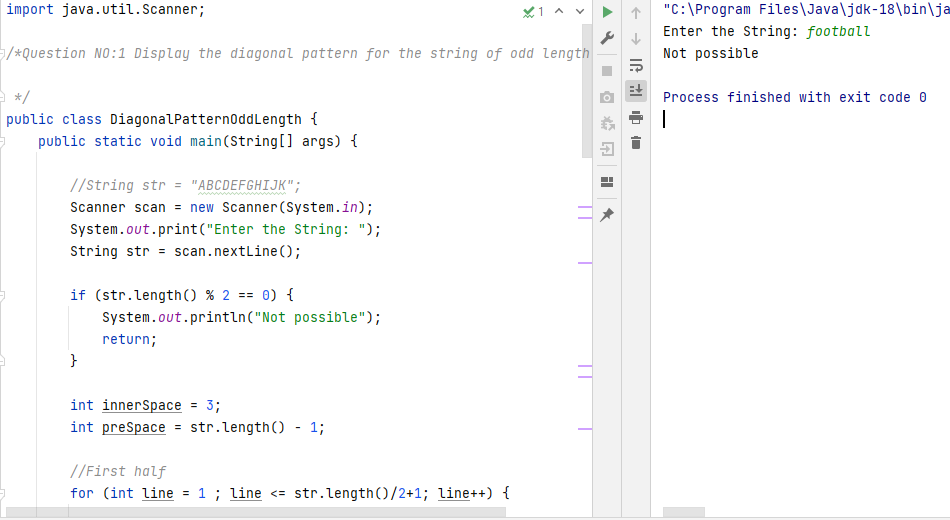 import java.util.Scanner;
1
/*Question NO:1 Display the diagonal pattern for the string of odd length
*/
public class DiagonalPatternOddLength {
public static void main(String[] args) {
//String str = "ABCDEFGHIJK";
Scanner scan = new Scanner(System.in);
System.out.print("Enter the String: ");
String str = scan.nextLine();
if (str.length() % 2 == 0) {
System.out.println("Not possible");
return;
}
int innerSpace = 3;
int preSpace = str.length() - 1;
//First half
for (int line = 1 ; line <= str.length()/2+1; line++) {
"C:\Program Files\Java\jdk-18\bin\ja
Enter the String: football
Not possible
Process finished with exit code 0